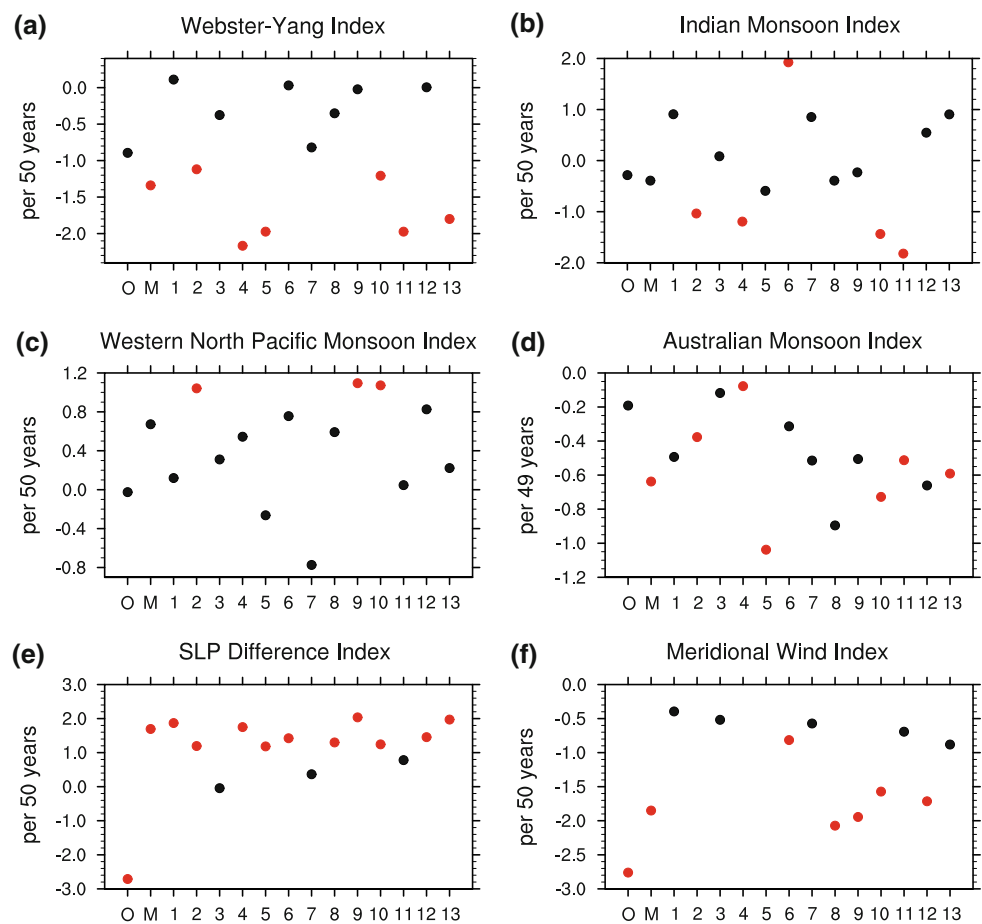 (a) Webster-Yang Index
per 50 years
0.0
-0.5
-1.0
-1.5
-2.0
O M 1 2 3 4 5 6 7 8 9 10 11 12 13
(b) Indian Monsoon Index
per 50 years
2.0
1.0
0.0
-1.0
-2.0
O M 1 2 3 4 5 6 7 8 9 10 11 12 13
(c) Western North Pacific Monsoon Index
per 50 years
1.2
0.8
0.4
0.0
-0.4
-0.8
O M 1 2 3 4 5 6 7 8 9 10 11 12 13
(d) Australian Monsoon Index
per 49 years
0.0
-0.2
-0.4
-0.6
-0.8
-1.0
-1.2
O M 1 2 3 4 5 6 7 8 9 10 11 12 13
(e) SLP Difference Index
per 50 years
3.0
2.0
1.0
0.0
-1.0
-2.0
-3.0
O M 1 2 3 4 5 6 7 8 9 10 11 12 13
(f) Meridional Wind Index
per 50 years
0.0
-0.5
-1.0
-1.5
-2.0
-2.5
-3.0
O M 1 2 3 4 5 6 7 8 9 10 11 12 13